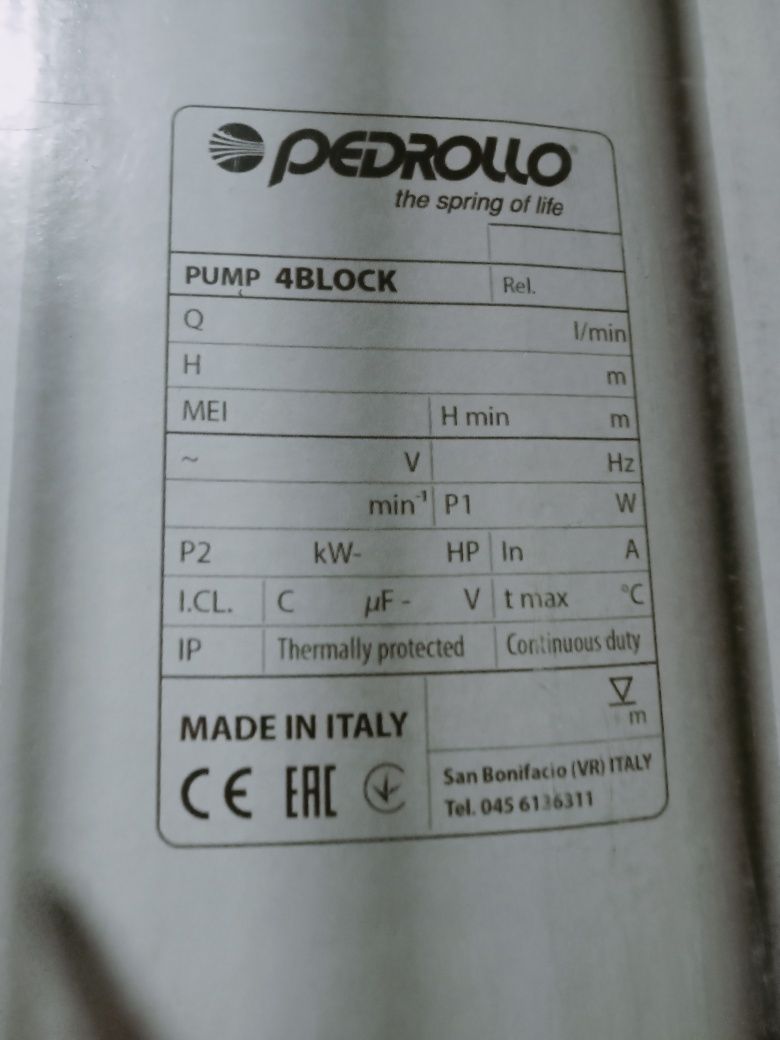 PEDROLLO
the spring of life
PUMP 4BLOCK Rel.
Q l/min
H m
MEI H min m
~ V Hz
min⁻¹ P1 W
P2 kW- HP In A
I.CL. C µF - V t max °C
IP Thermally protected Continuous duty
m
MADE IN ITALY
CE EAC
San Bonifacio (VR) ITALY
Tel. 045 6136311